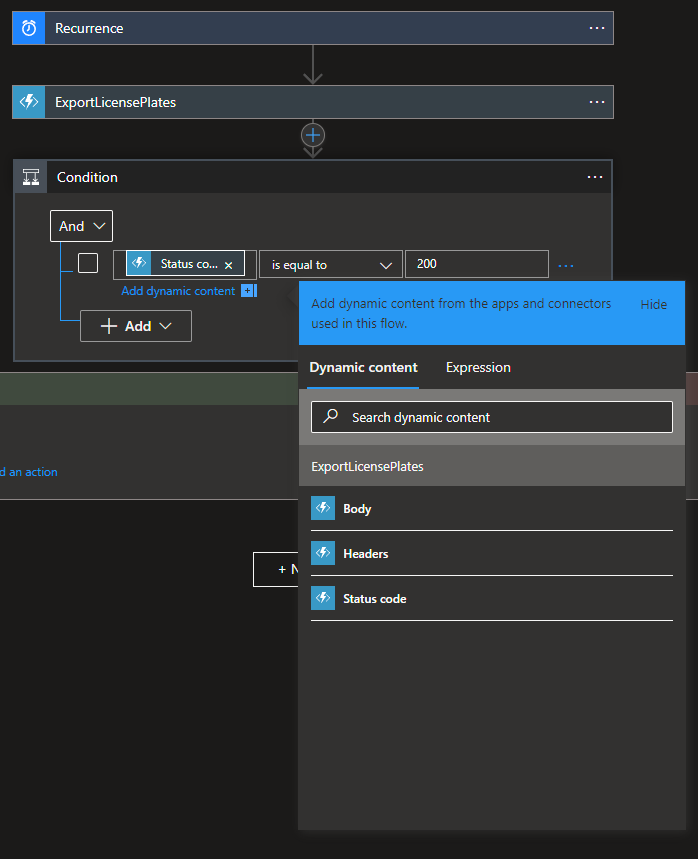 Recurrence
ExportLicensePlates
Condition
And
Status co... × is equal to 200
Add dynamic content
Add
Add dynamic content from the apps and connectors used in this flow. Hide
Dynamic content Expression
Search dynamic content
ExportLicensePlates
Body
Headers
Status code
d an action
+ N